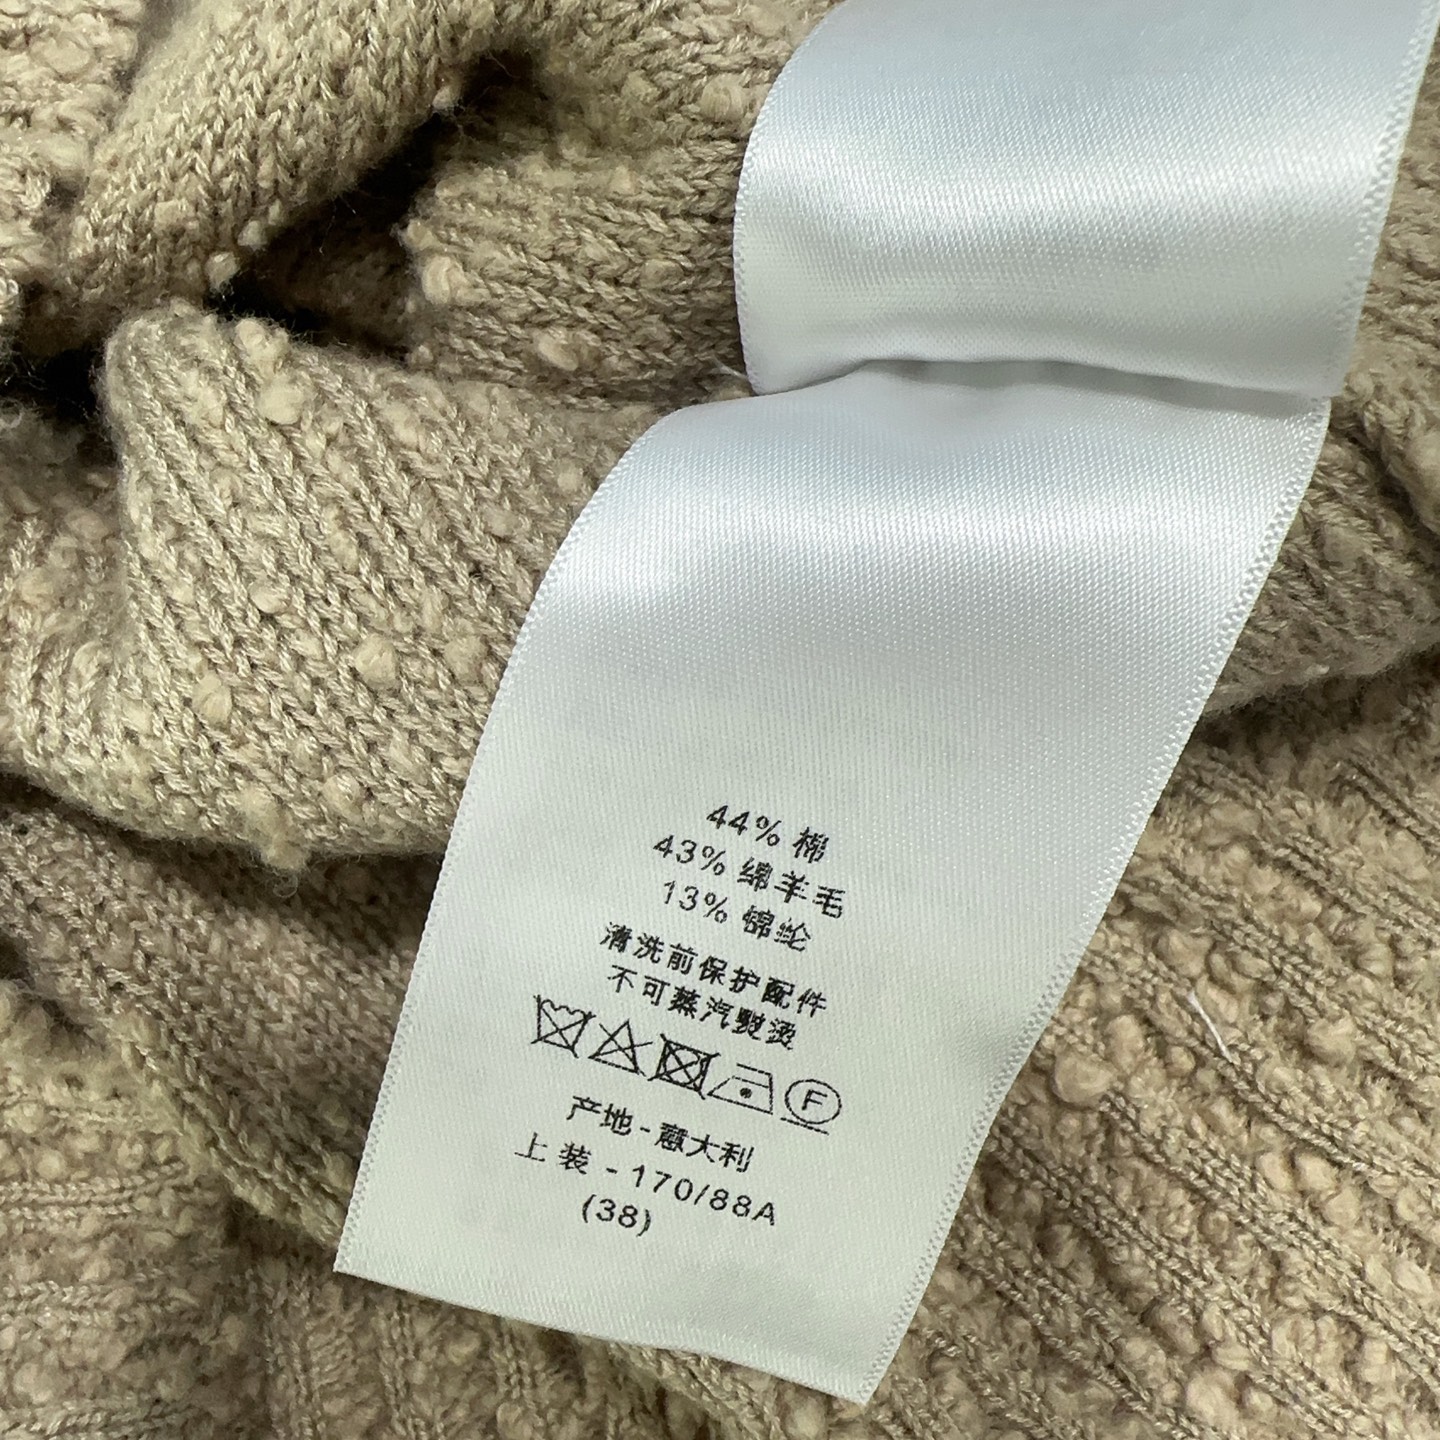 44% 棉
43% 绵羊毛
13% 锦纶
清洗前保护配件
不可蒸汽熨烫
F
产地 - 意大利
上装 - 170/88A
(38)